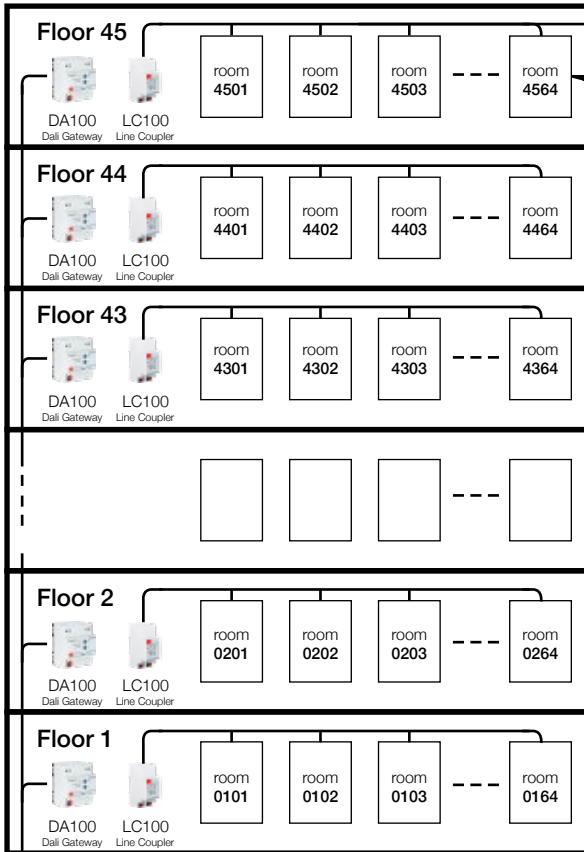 Floor 45
room
4501
room
4502
room
4503
room
4564
DA100
Dali Gateway
LC100
Line Coupler
Floor 44
room
4401
room
4402
room
4403
room
4464
DA100
Dali Gateway
LC100
Line Coupler
Floor 43
room
4301
room
4302
room
4303
room
4364
DA100
Dali Gateway
LC100
Line Coupler
Floor 2
room
0201
room
0202
room
0203
room
0264
DA100
Dali Gateway
LC100
Line Coupler
Floor 1
room
0101
room
0102
room
0103
room
0164
DA100
Dali Gateway
LC100
Line Coupler